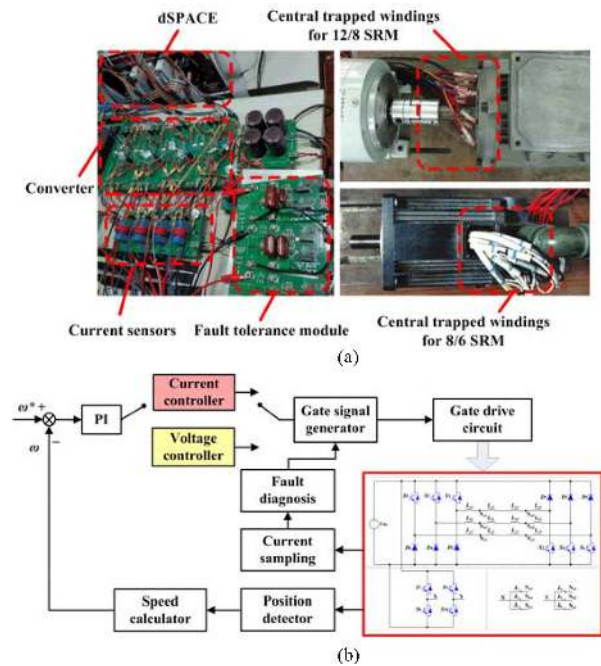 dSPACE
Central trapped windings
for 12/8 SRM
Converter
Current sensors
Fault tolerance module
Central trapped windings
for 8/6 SRM
(a)
ω* +
ω
−
PI
Current
controller
Voltage
controller
Gate signal
generator
Gate drive
circuit
Fault
diagnosis
Current
sampling
Speed
calculator
Position
detector
(b)